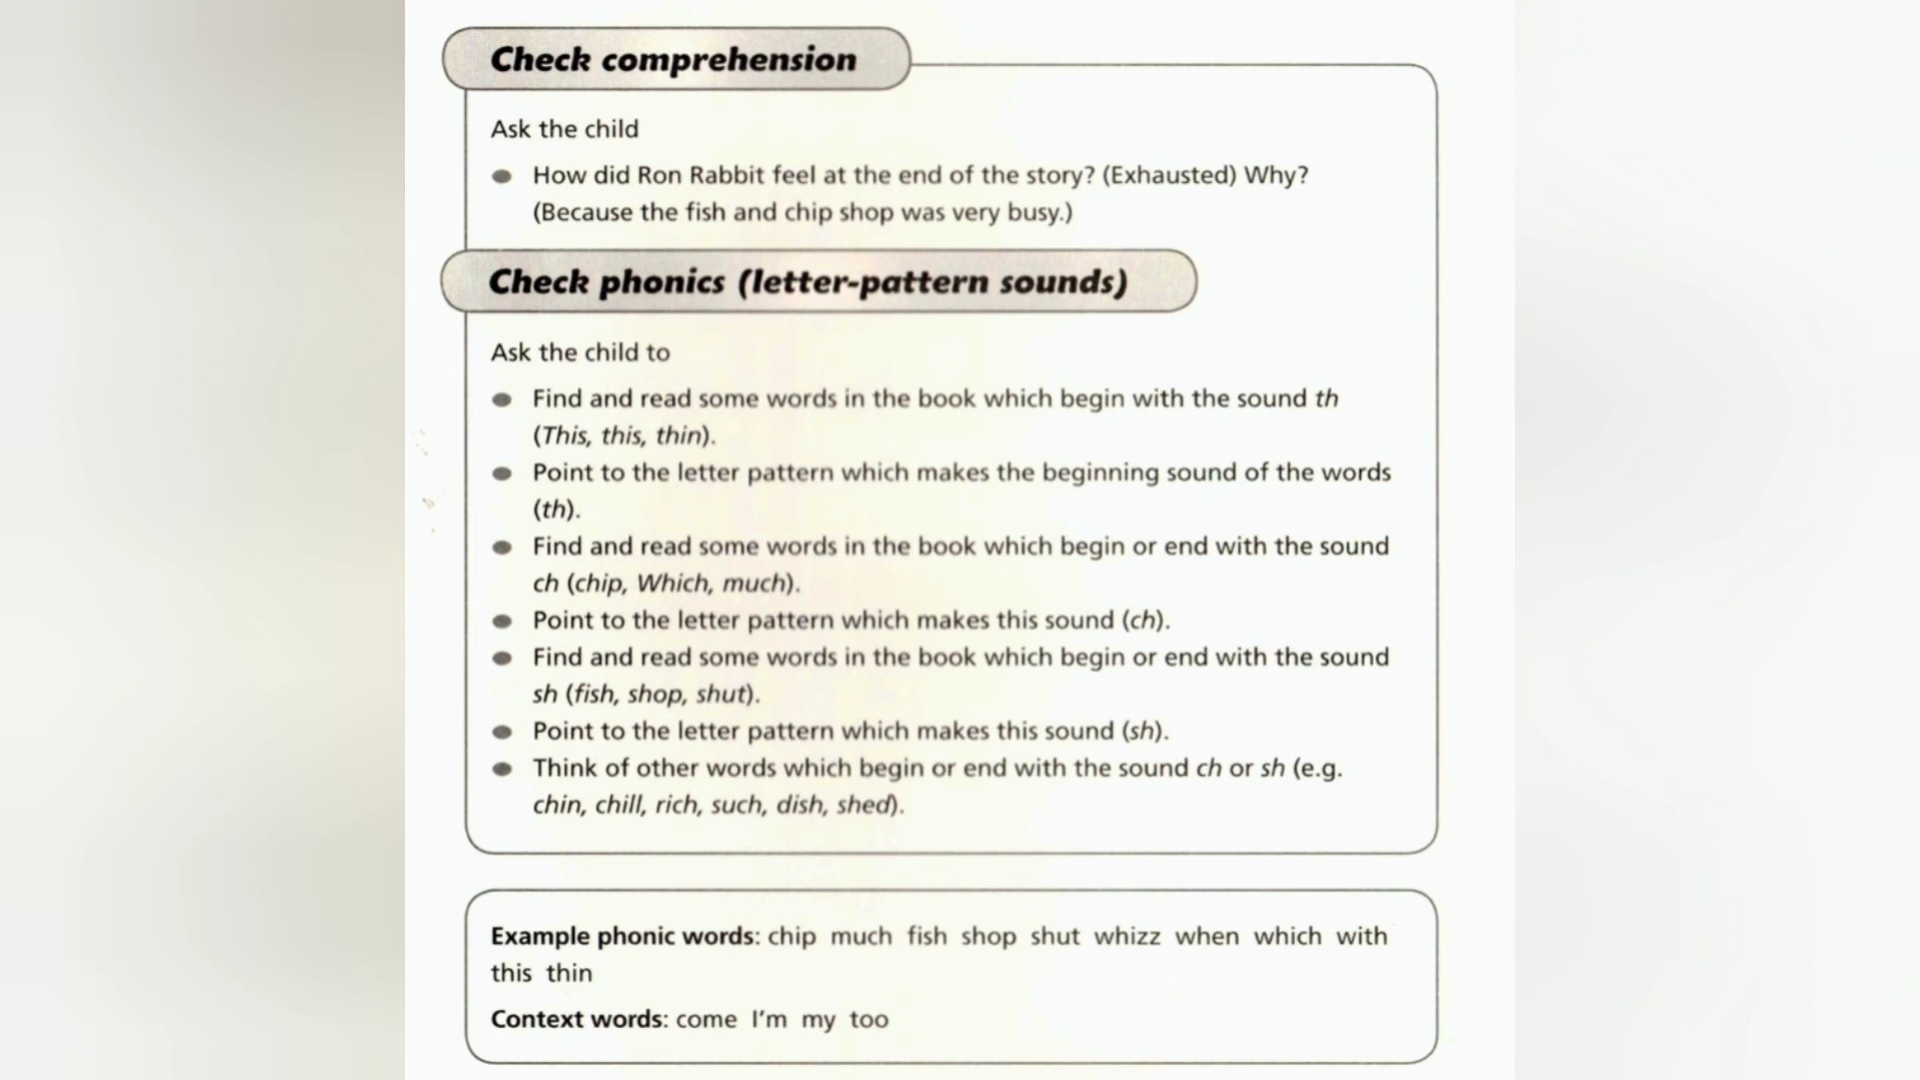 Check comprehension
Ask the child
● How did Ron Rabbit feel at the end of the story? (Exhausted) Why?
(Because the fish and chip shop was very busy.)
Check phonics (letter-pattern sounds)
Ask the child to
● Find and read some words in the book which begin with the sound th
(This, this, thin).
● Point to the letter pattern which makes the beginning sound of the words
(th).
● Find and read some words in the book which begin or end with the sound
ch (chip, Which, much).
● Point to the letter pattern which makes this sound (ch).
● Find and read some words in the book which begin or end with the sound
sh (fish, shop, shut).
● Point to the letter pattern which makes this sound (sh).
● Think of other words which begin or end with the sound ch or sh (e.g.
chin, chill, rich, such, dish, shed).
Example phonic words: chip much fish shop shut whizz when which with
this thin
Context words: come I'm my too